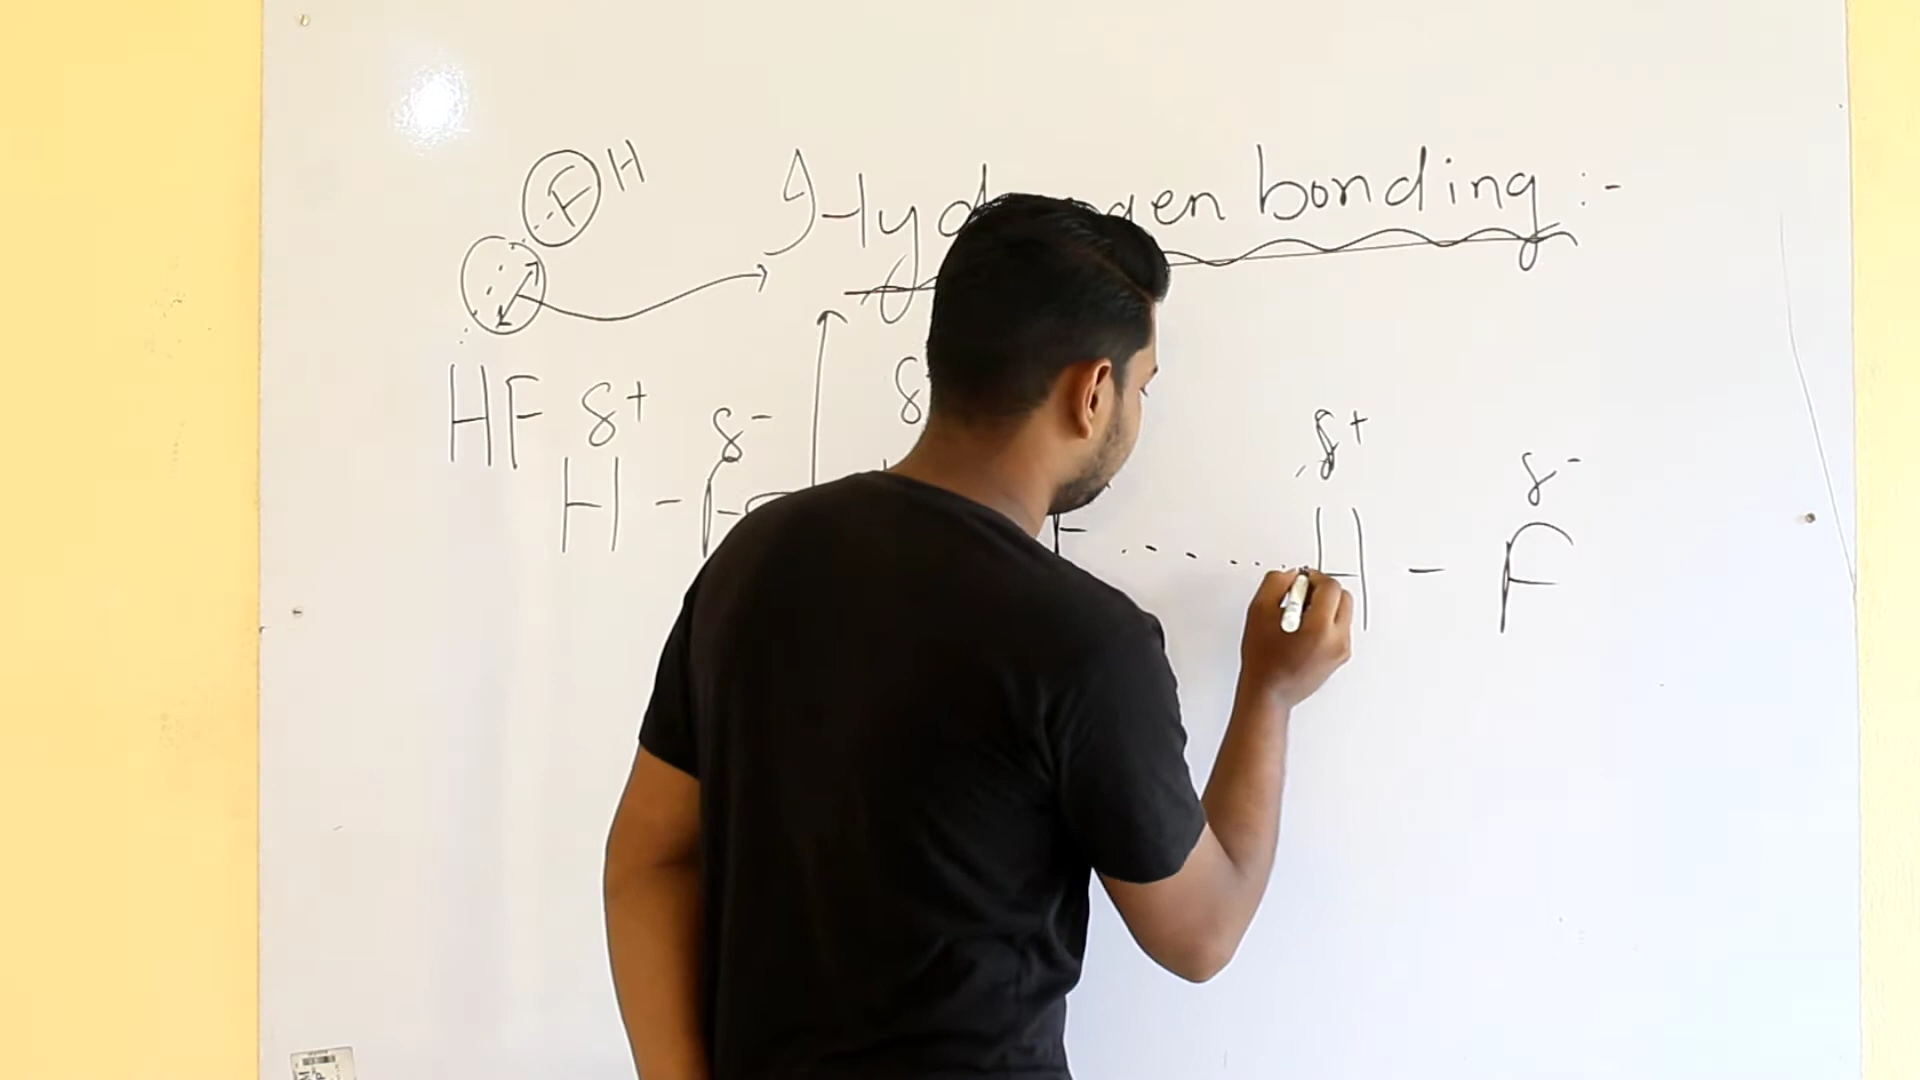 F H
Hydrogen bonding :-
HF δ+ δ- δ δ+ δ-
H - F F ..... H - F